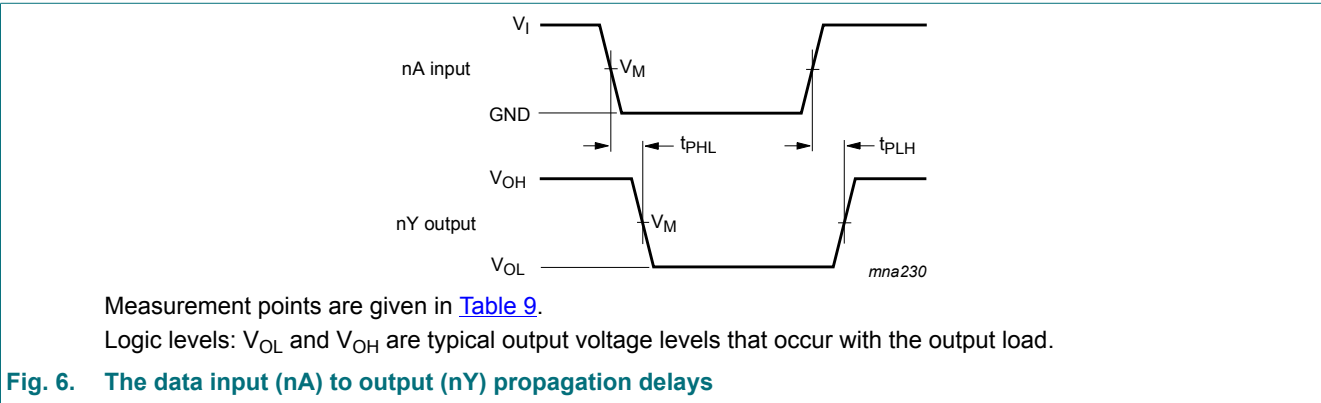 V_I
nA input
V_M
GND
t_PHL
t_PLH
V_OH
nY output
V_M
V_OL
mna230
Measurement points are given in Table 9.
Logic levels: V_OL and V_OH are typical output voltage levels that occur with the output load.
Fig. 6. The data input (nA) to output (nY) propagation delays